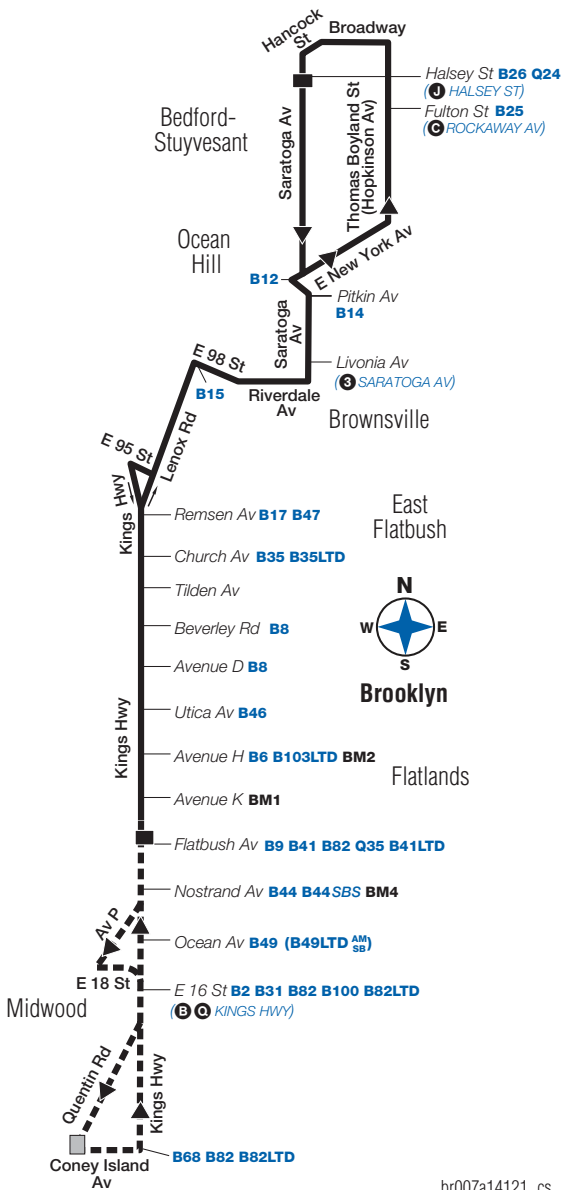 Hancock
St
Broadway
Halsey St B26 Q24
(J HALSEY ST)
Fulton St B25
(C ROCKAWAY AV)
Bedford-
Stuyvesant
Saratoga Av
Thomas Boyland St
(Hopkinson Av)
Ocean
Hill
E New York Av
B12
Pitkin Av
B14
Saratoga
Av
E 98 St
Livonia Av
(3 SARATOGA AV)
B15
Riverdale
Av
Brownsville
Lenox Rd
E 95 St
Kings Hwy
East
Flatbush
Remsen Av B17 B47
Church Av B35 B35LTD
Tilden Av
Beverley Rd B8
Avenue D B8
N
W E
S
Brooklyn
Utica Av B46
Kings Hwy
Avenue H B6 B103LTD BM2
Flatlands
Avenue K BM1
Flatbush Av B9 B41 B82 Q35 B41LTD
Nostrand Av B44 B44SBS BM4
Av P
Ocean Av B49 (B49LTD AM SB)
E 18 St
E 16 St B2 B31 B82 B100 B82LTD
(B Q KINGS HWY)
Midwood
Quentin Rd
Kings Hwy
B68 B82 B82LTD
Coney Island
Av
br007a14121_cs